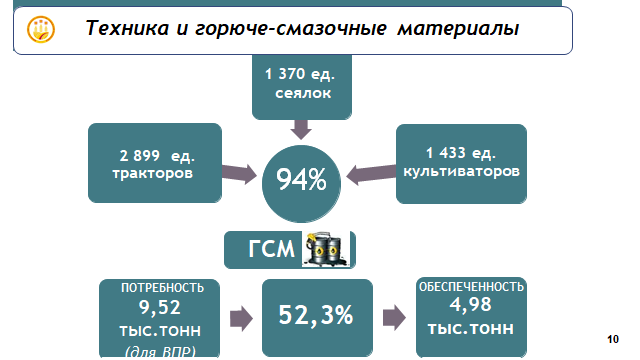 Техника и горюче-смазочные материалы
1 370 ед.
сеялок
2 899 ед.
тракторов
94%
1 433 ед.
культиваторов
ГСМ
ПОТРЕБНОСТЬ
9,52
тыс.тонн
(для ВПР)
52,3%
ОБЕСПЕЧЕННОСТЬ
4,98
тыс.тонн
10